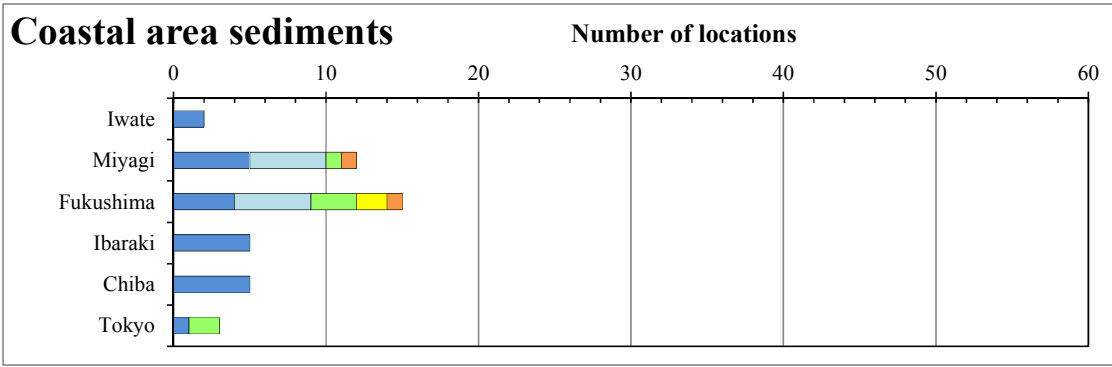 Coastal area sediments
Number of locations
0 10 20 30 40 50 60
Iwate
Miyagi
Fukushima
Ibaraki
Chiba
Tokyo